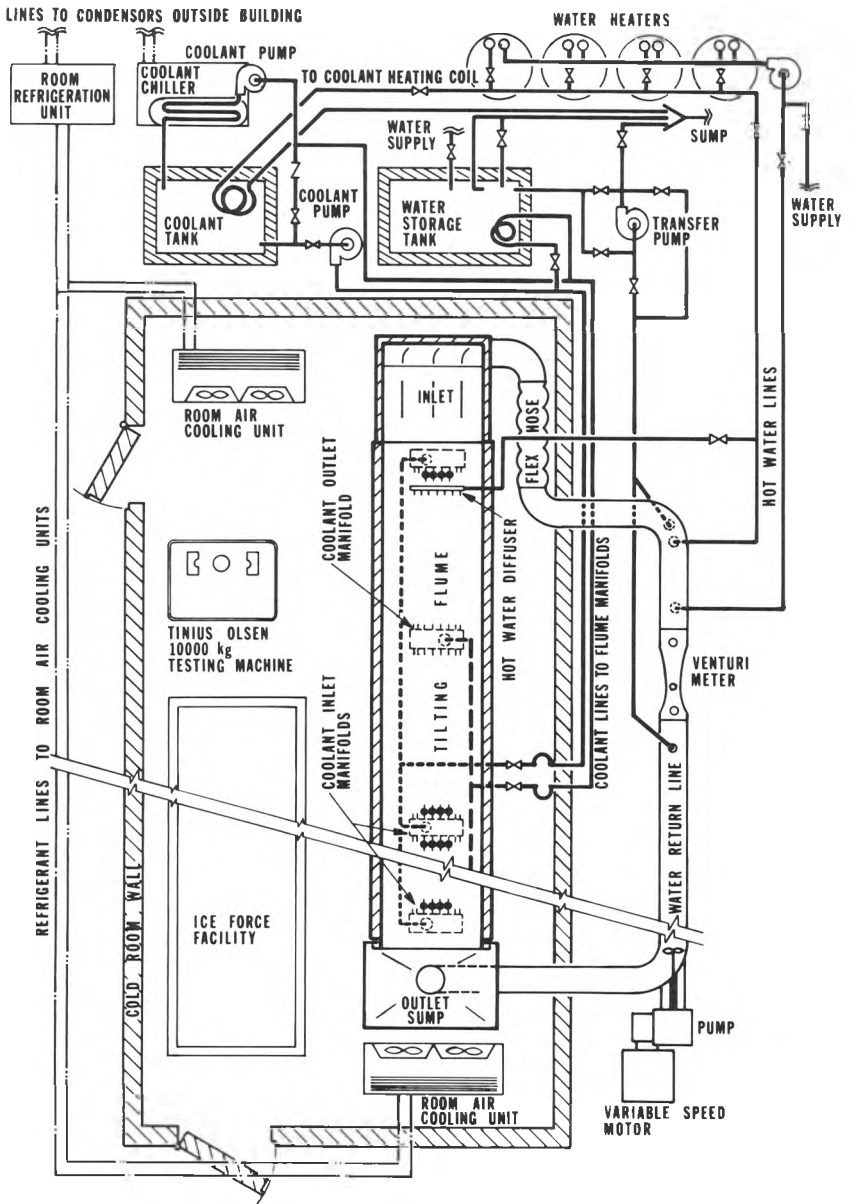 LINES TO CONDENSORS OUTSIDE BUILDING
WATER HEATERS
COOLANT PUMP
ROOM
REFRIGERATION
UNIT
COOLANT
CHILLER
TO COOLANT HEATING COIL
WATER
SUPPLY
SUMP
COOLANT
TANK
COOLANT
PUMP
WATER
STORAGE
TANK
TRANSFER
PUMP
WATER
SUPPLY
ROOM AIR
COOLING UNIT
INLET
FLEX HOSE
HOT WATER LINES
COOLANT OUTLET
MANIFOLD
HOT WATER DIFFUSER
TILTING FLUME
COOLANT LINES TO FLUME MANIFOLDS
TINIUS OLSEN
10000 kg
TESTING MACHINE
VENTURI
METER
COOLANT INLET
MANIFOLDS
REFRIGERANT LINES TO ROOM AIR COOLING UNITS
COLD ROOM WALL
ICE FORCE
FACILITY
WATER RETURN LINE
OUTLET
SUMP
PUMP
ROOM AIR
COOLING UNIT
VARIABLE SPEED
MOTOR